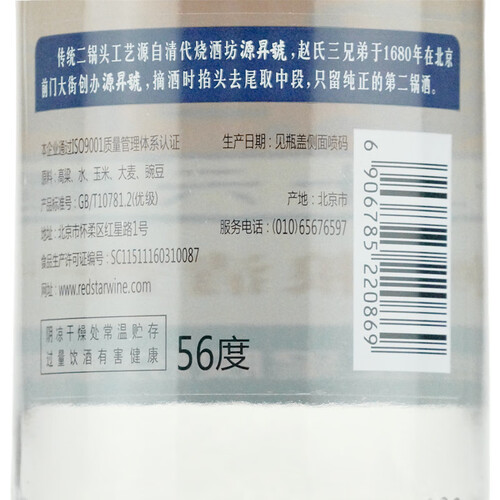 传统二锅头工艺源自清代烧酒坊源昇號，赵氏三兄弟于1680年在北京
前门大街创办源昇號，摘酒时掐头去尾取中段，只留纯正的第二锅酒。
本企业通过ISO9001质量管理体系认证
生产日期：见瓶盖侧面喷码
原料：高粱、水、玉米、大麦、豌豆
产品标准号：GB/T10781.2(优级)
产地：北京市
地址：北京市怀柔区红星路1号
服务电话：(010)65676597
食品生产许可证编号：SC11511160310087
网址：www.redstarwine.com
阴凉干燥处常温贮存
过量饮酒有害健康
56度
6 906785 220869